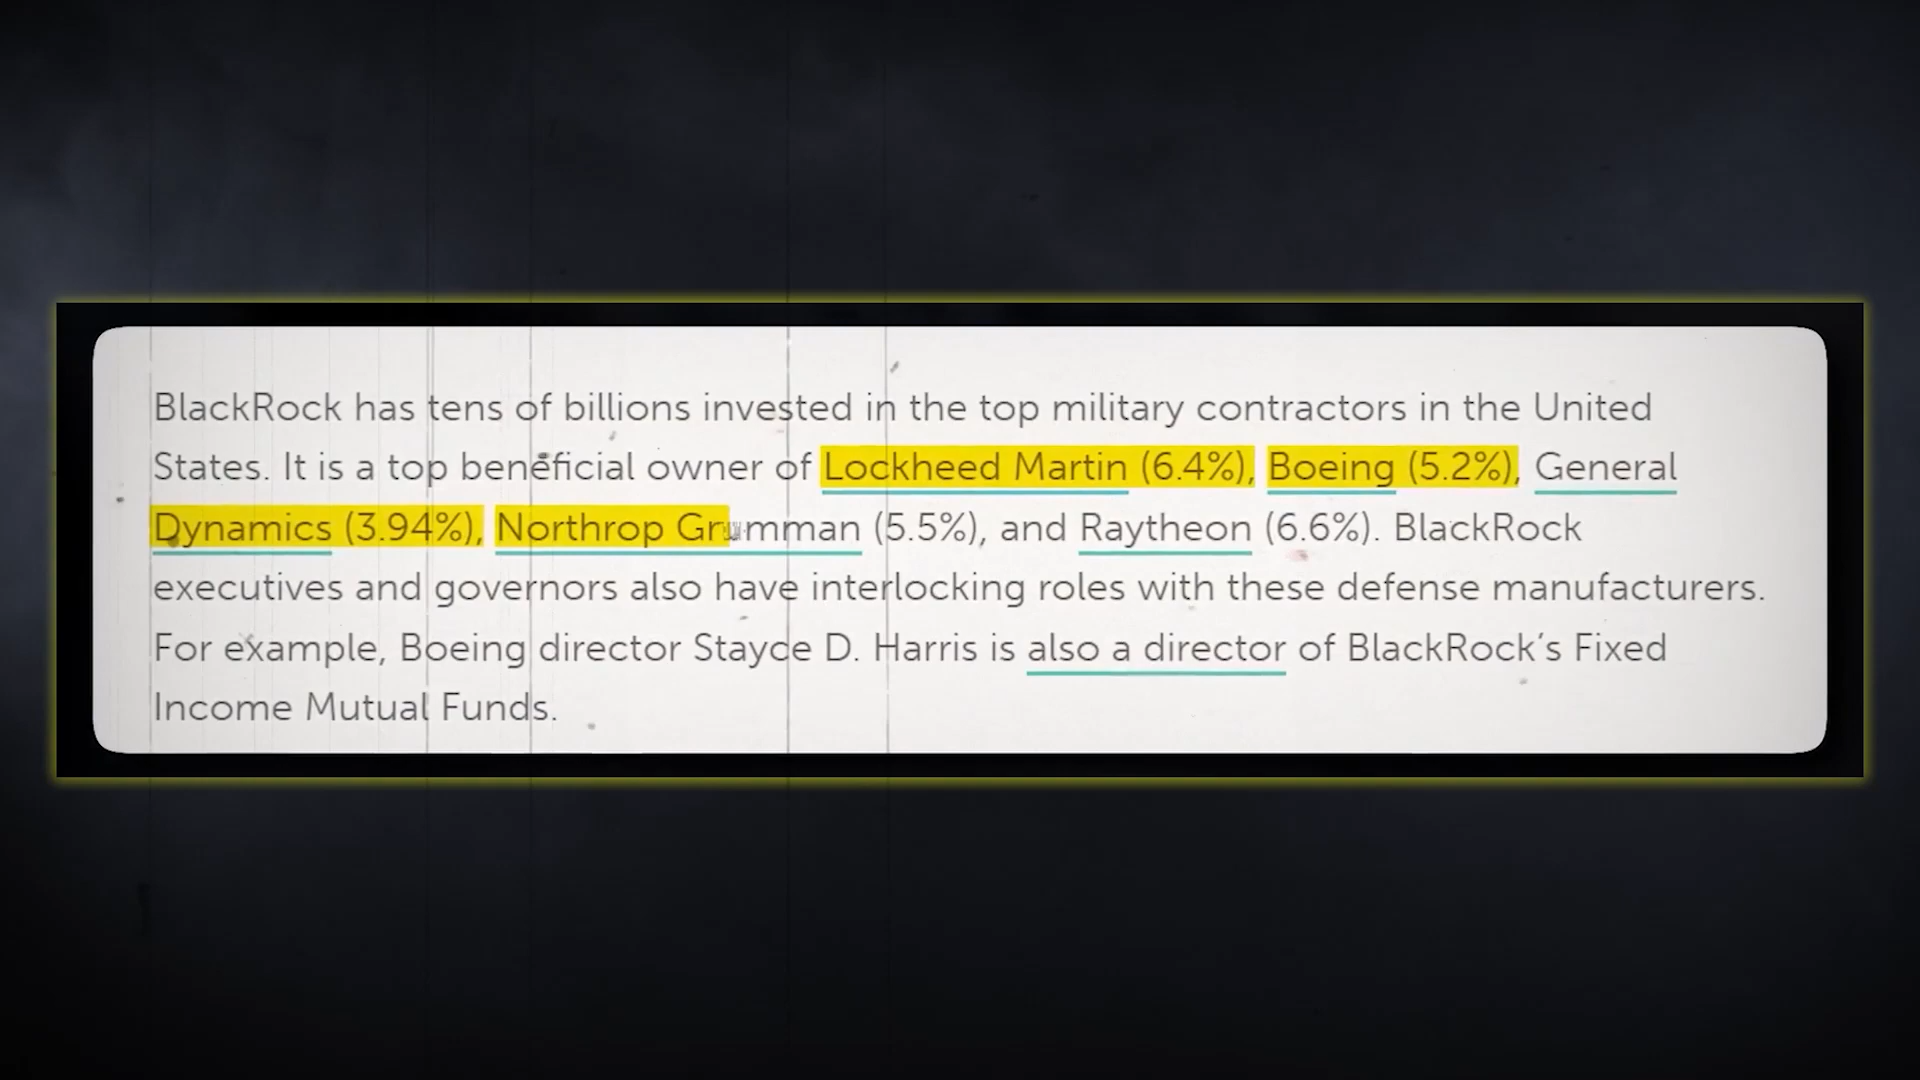 BlackRock has tens of billions invested in the top military contractors in the United
States. It is a top beneficial owner of Lockheed Martin (6.4%), Boeing (5.2%), General
Dynamics (3.94%), Northrop Grumman (5.5%), and Raytheon (6.6%). BlackRock
executives and governors also have interlocking roles with these defense manufacturers.
For example, Boeing director Stayce D. Harris is also a director of BlackRock’s Fixed
Income Mutual Funds.